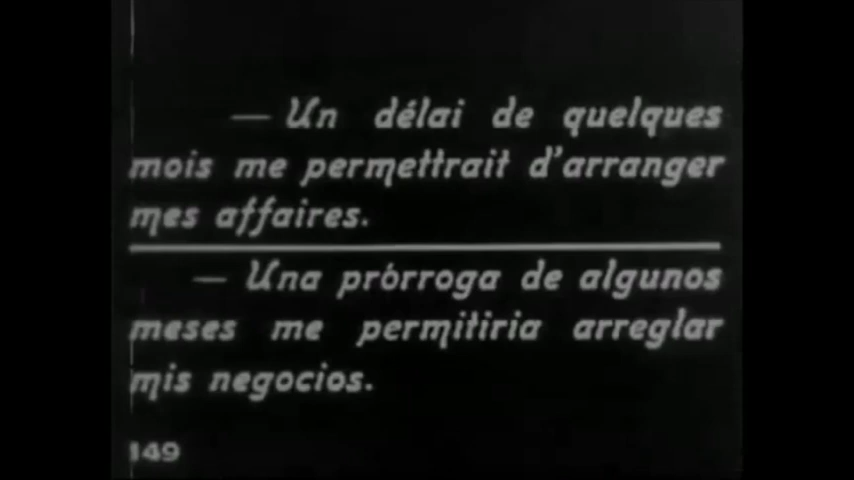 — Un délai de quelques
mois me permettrait d'arranger
mes affaires.
— Una pròrroga de algunos
meses me permitiria arreglar
mis negocios.
149